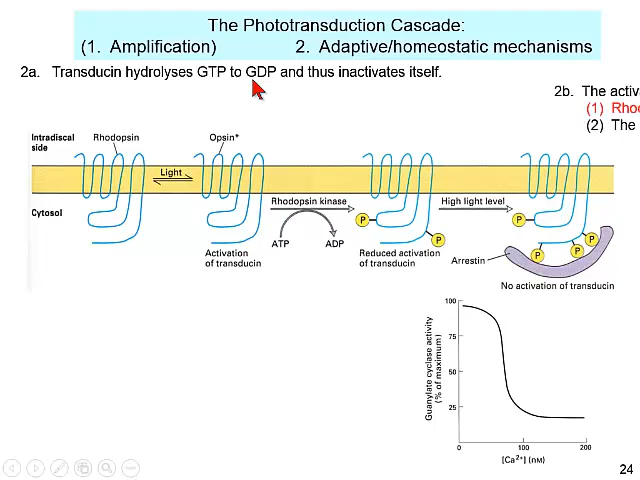 The Phototransduction Cascade:
(1. Amplification) 2. Adaptive/homeostatic mechanisms
2a. Transducin hydrolyses GTP to GDP and thus inactivates itself.
2b. The activa
(1) Rho
(2) The
Intradiscal
side
Rhodopsin
Opsin*
Light
Cytosol
Rhodopsin kinase
High light level
P
P
P
P
P
P
ATP
ADP
Activation
of transducin
Reduced activation
of transducin
Arrestin
No activation of transducin
Guanylate cyclase activity
(% of maximum)
100
75
50
25
0
100
200
[Ca2+] (nM)
24